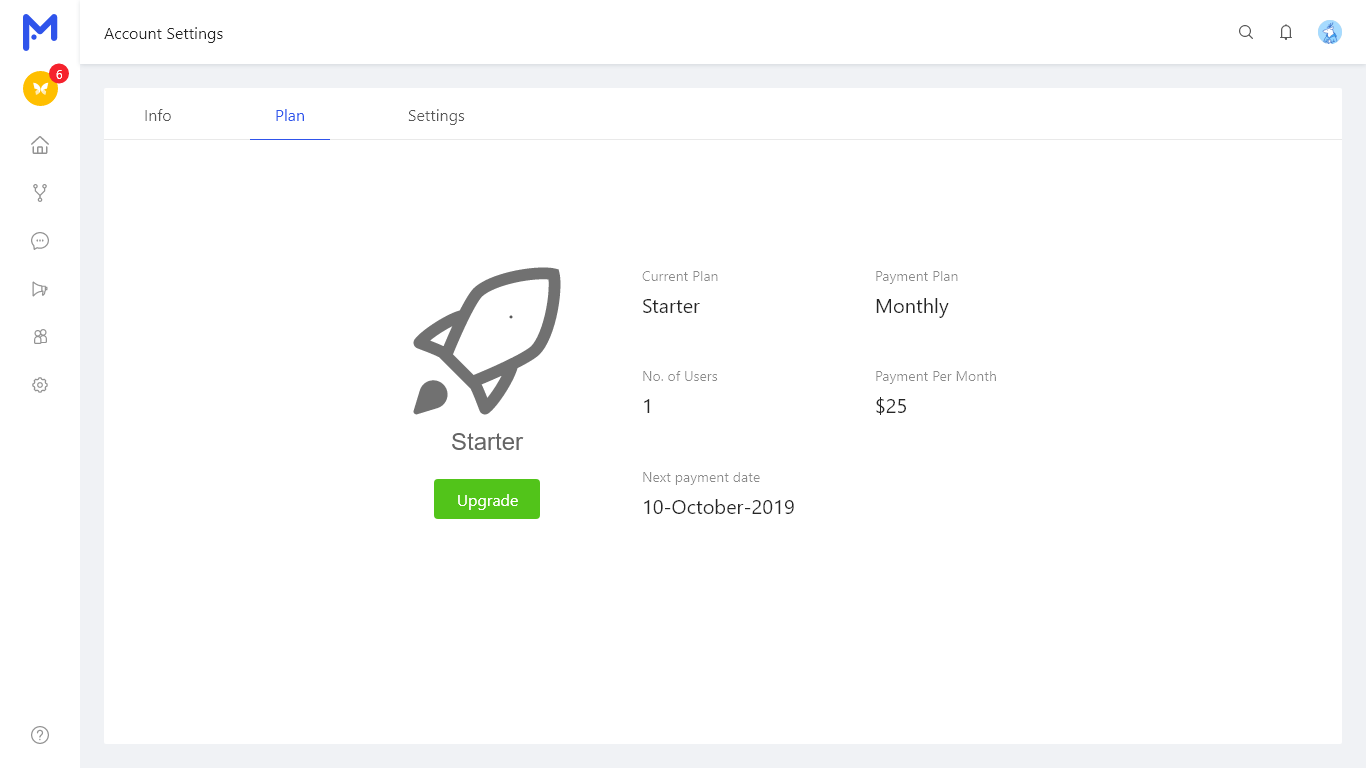 Account Settings
6
Info Plan Settings
Current Plan Payment Plan
Starter Monthly
No. of Users Payment Per Month
1 $25
Starter
Next payment date
Upgrade
10-October-2019